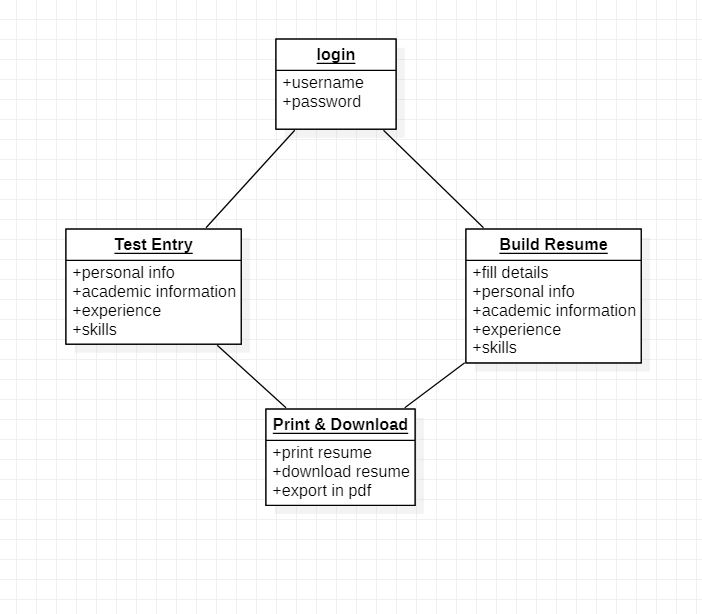 login
+username
+password
Test Entry
+personal info
+academic information
+experience
+skills
Build Resume
+fill details
+personal info
+academic information
+experience
+skills
Print & Download
+print resume
+download resume
+export in pdf